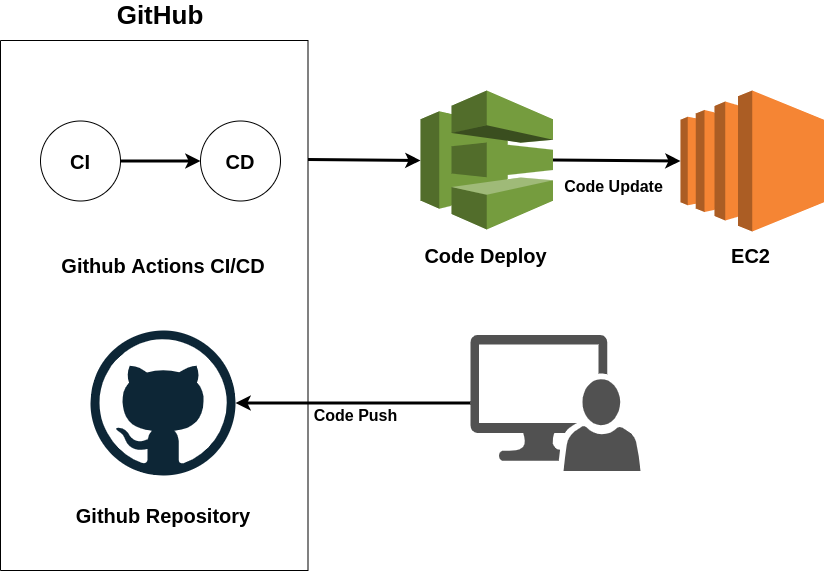 GitHub
CI
CD
Code Update
Github Actions CI/CD
Code Deploy
EC2
Code Push
Github Repository